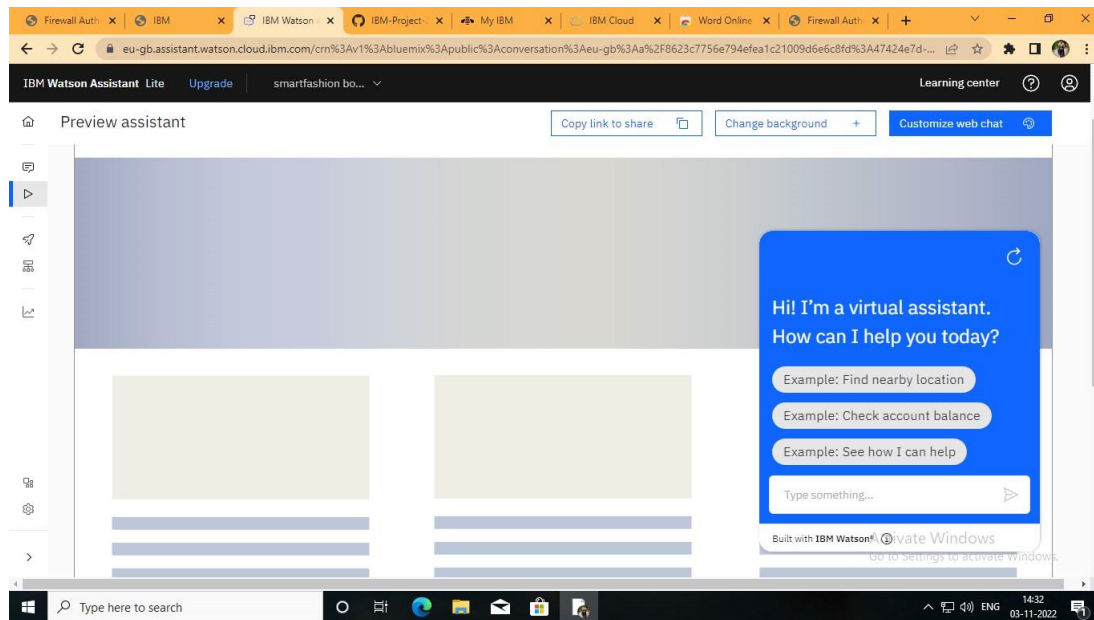 Firewall Auth
IBM
IBM Watson A
IBM-Project-
My IBM
IBM Cloud
Word Online
Firewall Auth
eu-gb.assistant.watson.cloud.ibm.com/crn%3Av1%3Abluemix%3Apublic%3Aconversation%3Aeu-gb%3Aa%2F8623c7756e794efea1c21009d6e6c8fd%3A47424e7d-...
IBM Watson Assistant Lite
Upgrade
smartfashion bo...
Learning center
Preview assistant
Copy link to share
Change background +
Customize web chat
Hi! I'm a virtual assistant.
How can I help you today?
Example: Find nearby location
Example: Check account balance
Example: See how I can help
Type something...
Built with IBM Watson®
Activate Windows
Go to Settings to activate Windows.
Type here to search
ENG
14:32
03-11-2022
1